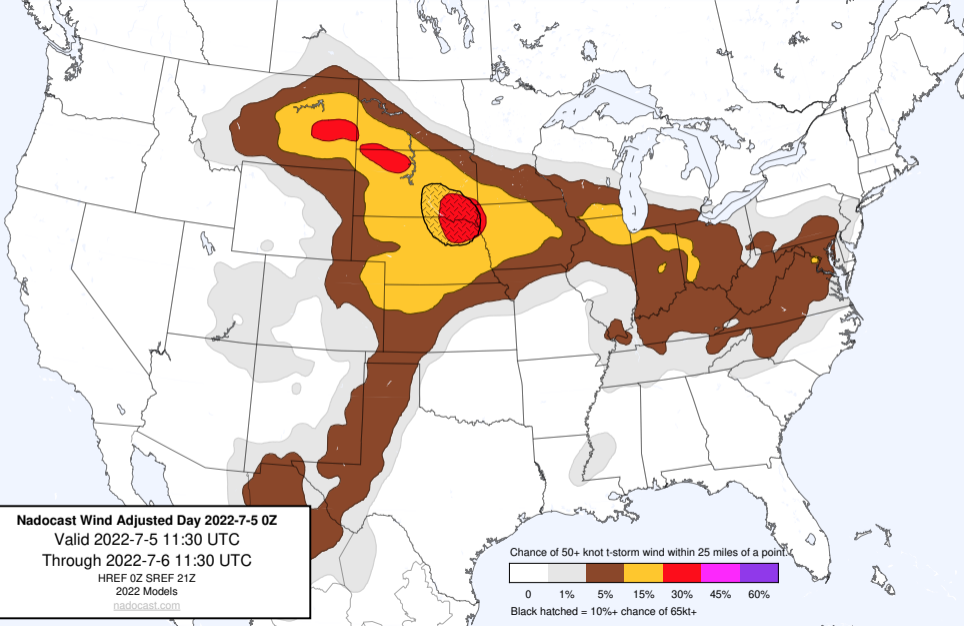 Nadocast Wind Adjusted Day 2022-7-5 0Z
Valid 2022-7-5 11:30 UTC
Through 2022-7-6 11:30 UTC
HREF 0Z SREF 21Z
2022 Models
nadocast.com
Chance of 50+ knot t-storm wind within 25 miles of a point.
0 1% 5% 15% 30% 45% 60%
Black hatched = 10%+ chance of 65kt+